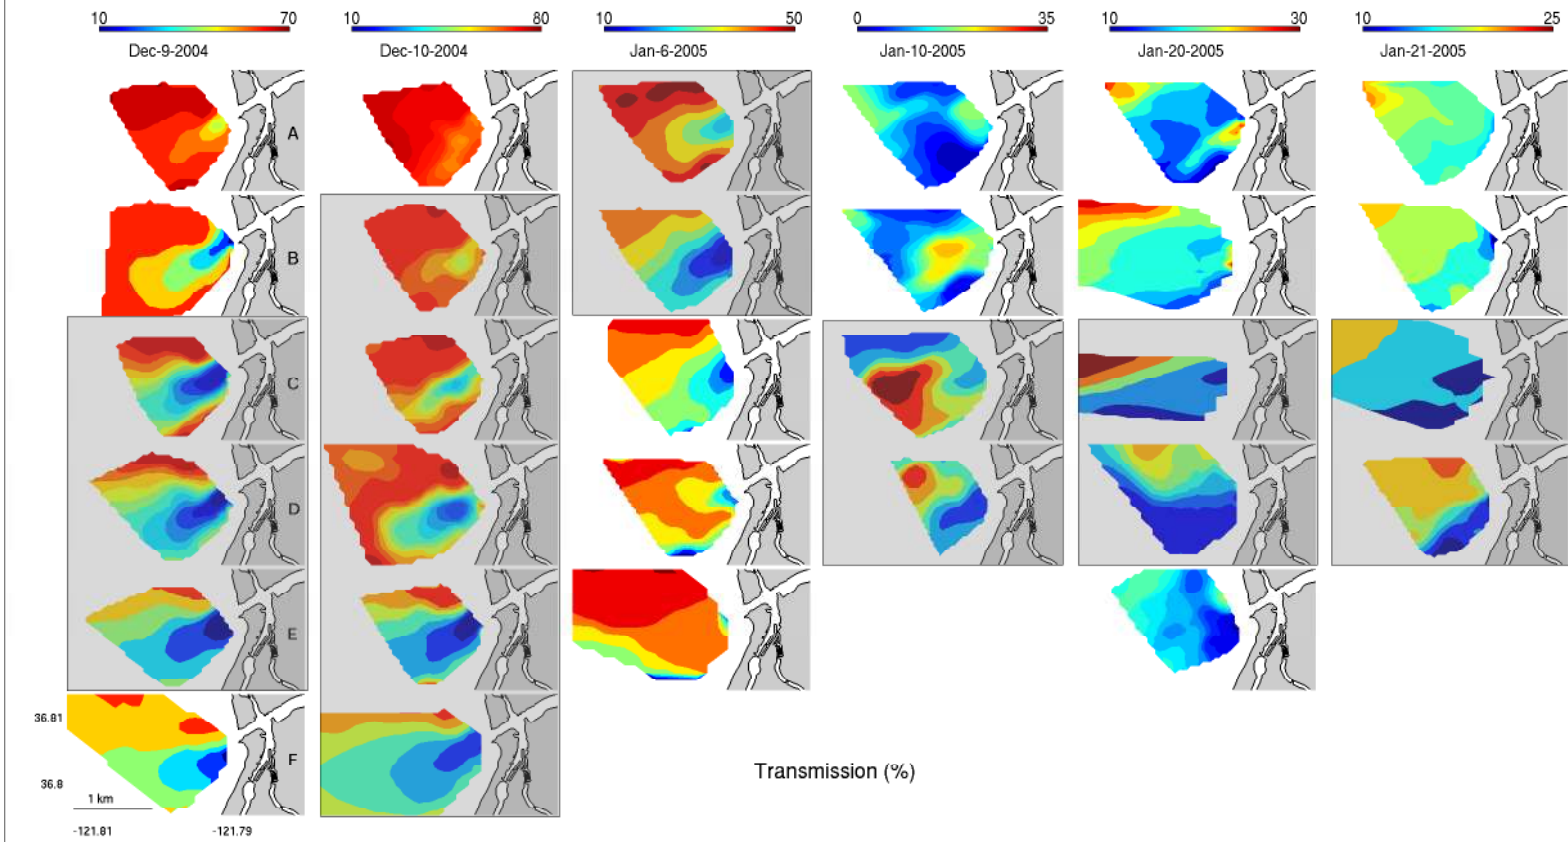 10 70 10 80 10 50 0 35 10 30 10 25
Dec-9-2004 Dec-10-2004 Jan-6-2005 Jan-10-2005 Jan-20-2005 Jan-21-2005
A
B
C
D
E
36.81
F
Transmission (%)
36.8
1 km
-121.81 -121.79